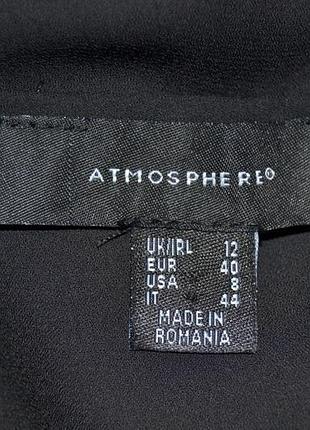 ATMOSPHERE®
UK/IRL 12
EUR 40
USA 8
IT 44
MADE IN
ROMANIA